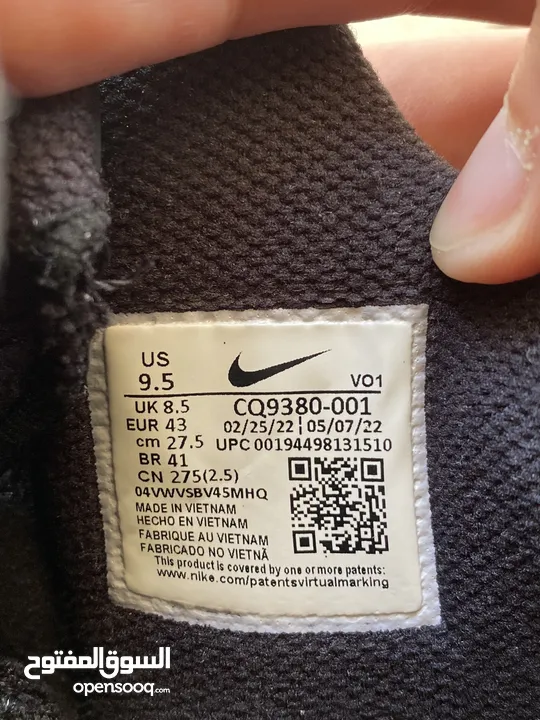 US
9.5
VO1
UK 8.5
CQ9380-001
EUR 43
02/25/22 | 05/07/22
cm 27.5
UPC 00194498131510
BR 41
CN 275(2.5)
04VWVSBV45MHQ
MADE IN VIETNAM
HECHO EN VIETNAM
FABRIQUE AU VIETNAM
FABRICADO NO VIETNÃ
This product is covered by one or more patents:
www.nike.com/patentsvirtualmarking
السوق المفتوح
opensooq.com